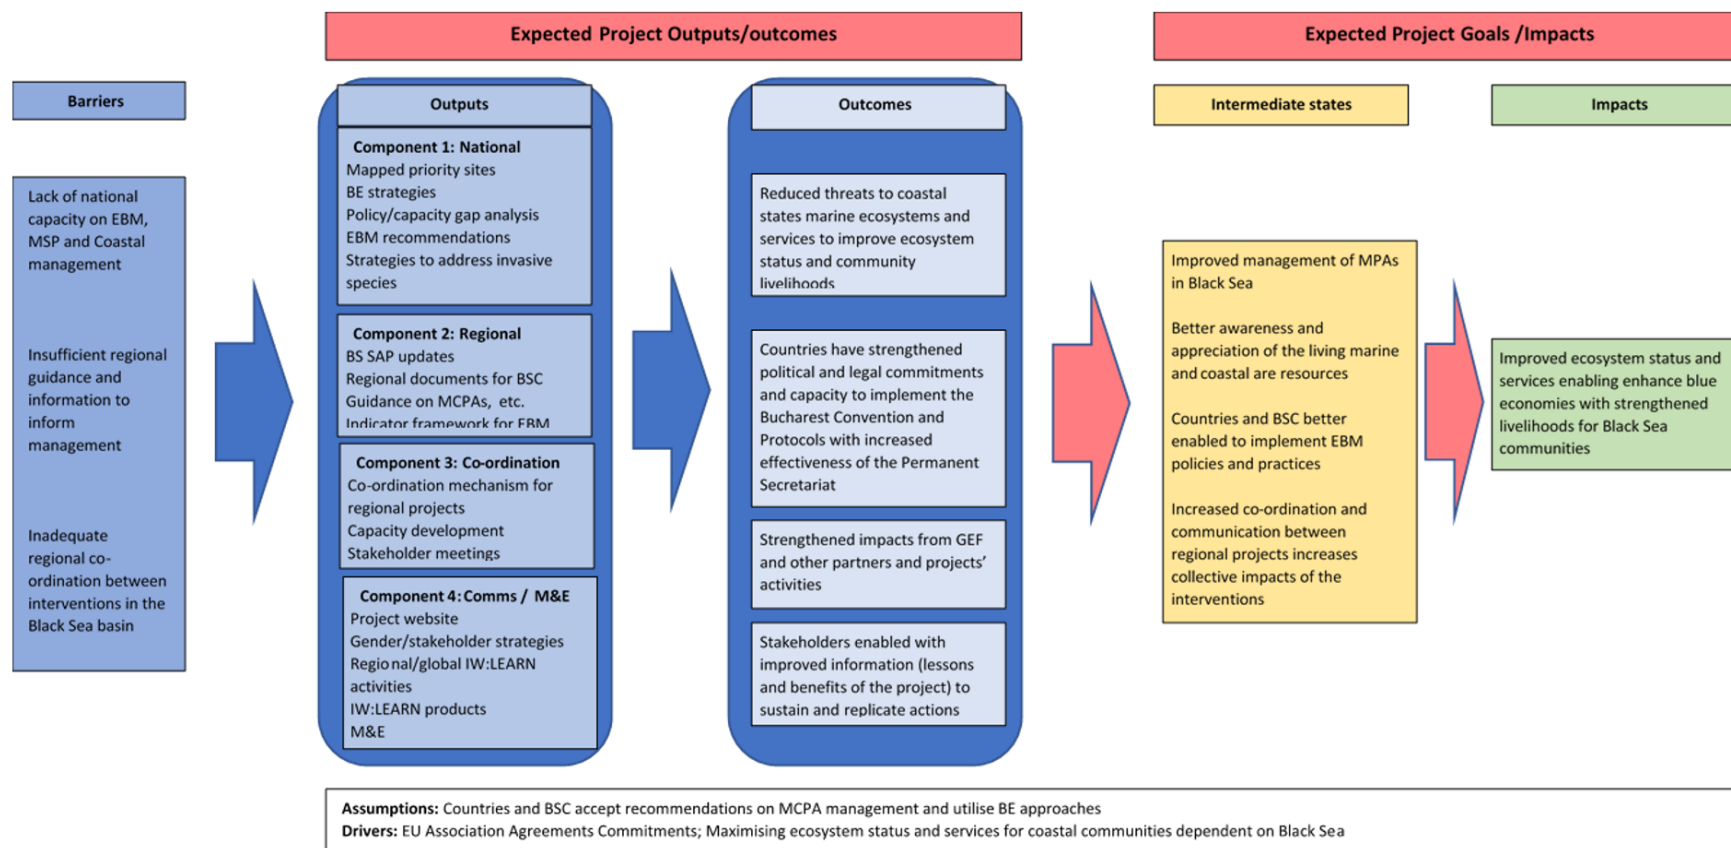 Expected Project Outputs/outcomes
Expected Project Goals /Impacts
Barriers
Lack of national
capacity on EBM,
MSP and Coastal
management
Insufficient regional
guidance and
information to
inform
management
Inadequate
regional co-
ordination between
interventions in the
Black Sea basin
Outputs
Component 1: National
Mapped priority sites
BE strategies
Policy/capacity gap analysis
EBM recommendations
Strategies to address invasive
species
Component 2: Regional
BS SAP updates
Regional documents for BSC
Guidance on MCPAs, etc.
Indicator framework for EBM
Component 3: Co-ordination
Co-ordination mechanism for
regional projects
Capacity development
Stakeholder meetings
Component 4: Comms / M&E
Project website
Gender/stakeholder strategies
Regional/global IW:LEARN
activities
IW:LEARN products
M&E
Outcomes
Reduced threats to coastal
states marine ecosystems and
services to improve ecosystem
status and community
livelihoods
Countries have strengthened
political and legal commitments
and capacity to implement the
Bucharest Convention and
Protocols with increased
effectiveness of the Permanent
Secretariat
Strengthened impacts from GEF
and other partners and projects’
activities
Stakeholders enabled with
improved information (lessons
and benefits of the project) to
sustain and replicate actions
Intermediate states
Improved management of MPAs
in Black Sea
Better awareness and
appreciation of the living marine
and coastal are resources
Countries and BSC better
enabled to implement EBM
policies and practices
Increased co-ordination and
communication between
regional projects increases
collective impacts of the
interventions
Impacts
Improved ecosystem status and
services enabling enhance blue
economies with strengthened
livelihoods for Black Sea
communities
Assumptions: Countries and BSC accept recommendations on MCPA management and utilise BE approaches
Drivers: EU Association Agreements Commitments; Maximising ecosystem status and services for coastal communities dependent on Black Sea